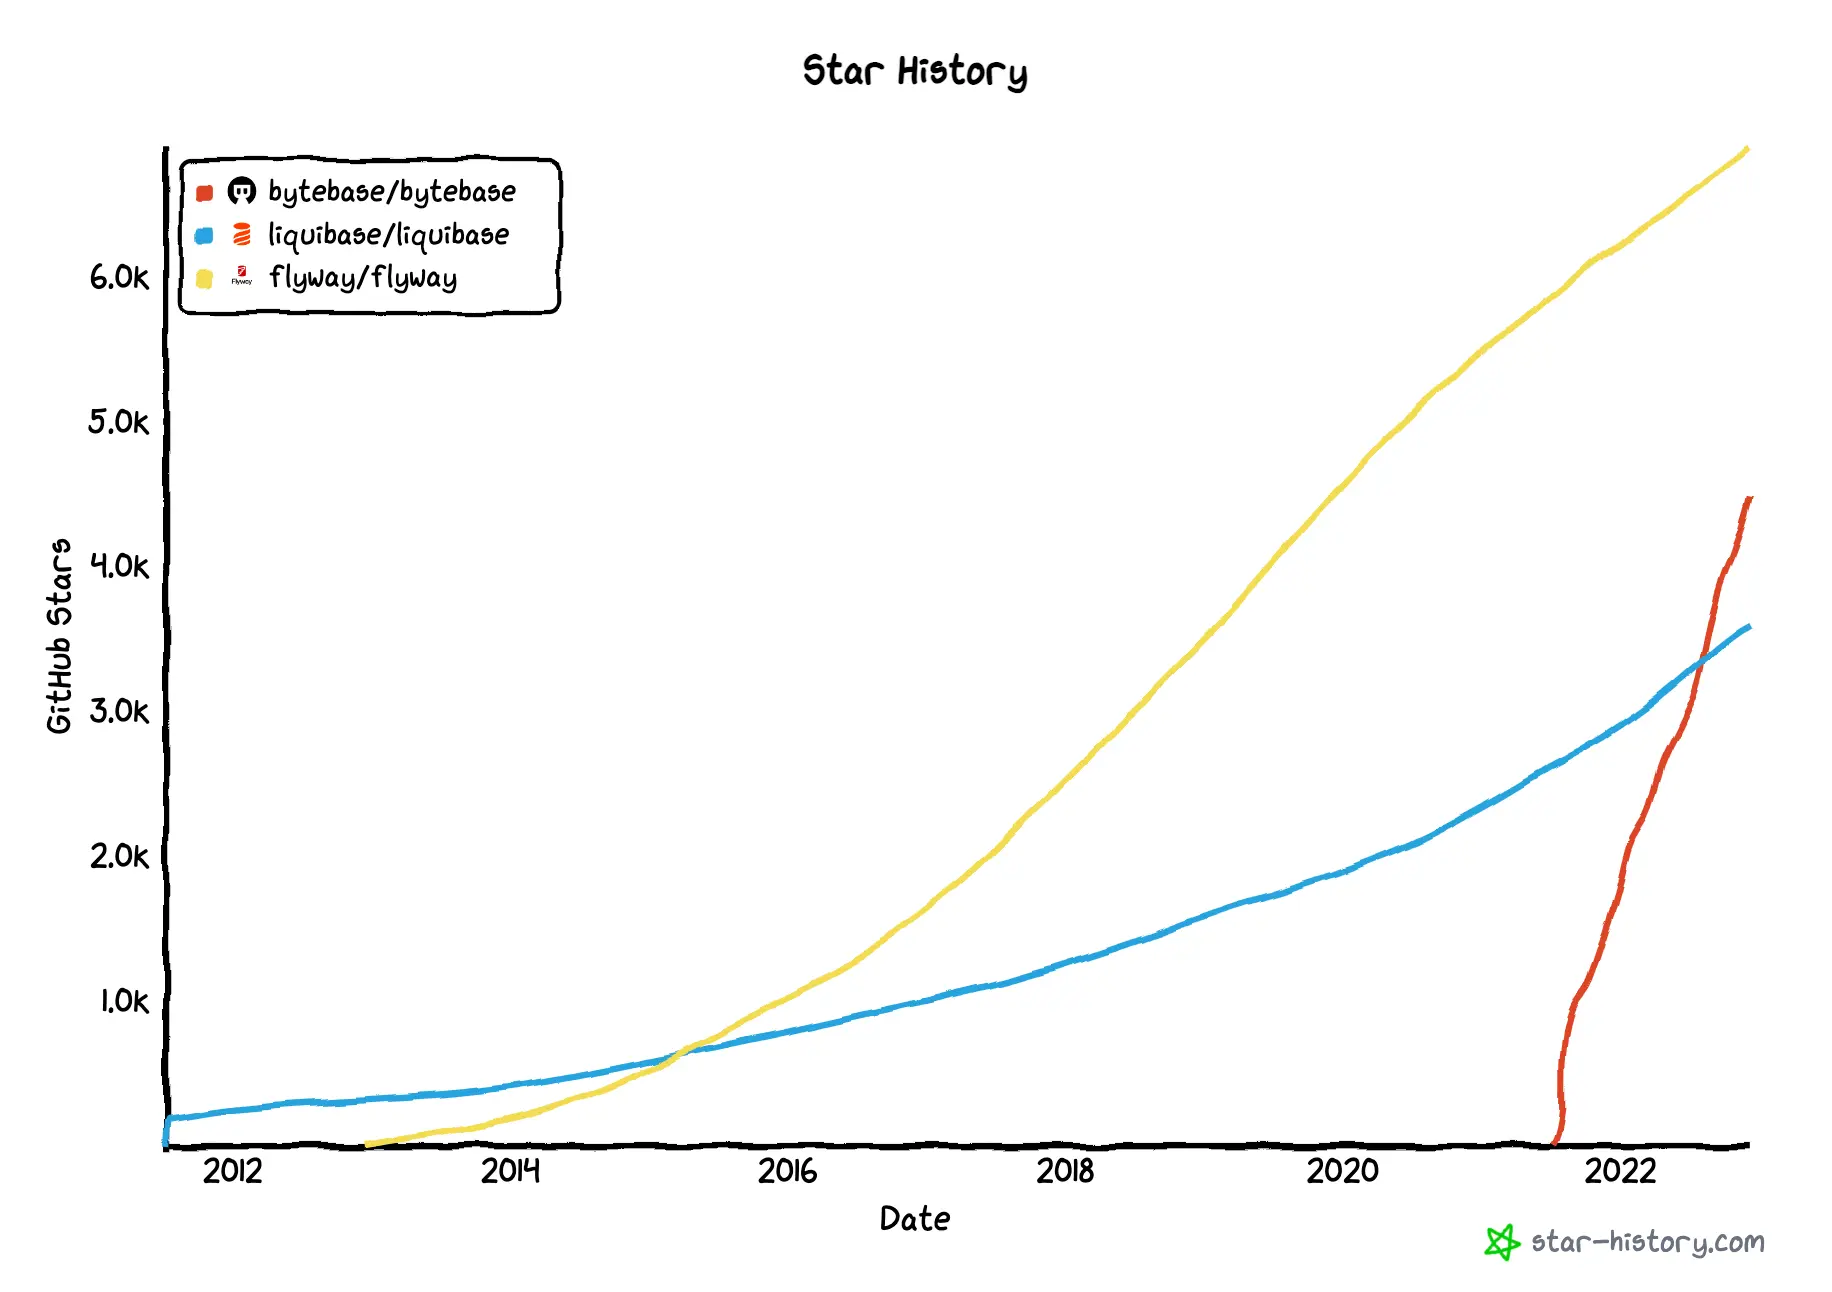 Star History
bytebase/bytebase
liquibase/liquibase
Flyway
flyway/flyway
6.0k
5.0k
4.0k
3.0k
2.0k
1.0k
GitHub Stars
2012
2014
2016
2018
2020
2022
Date
star-history.com